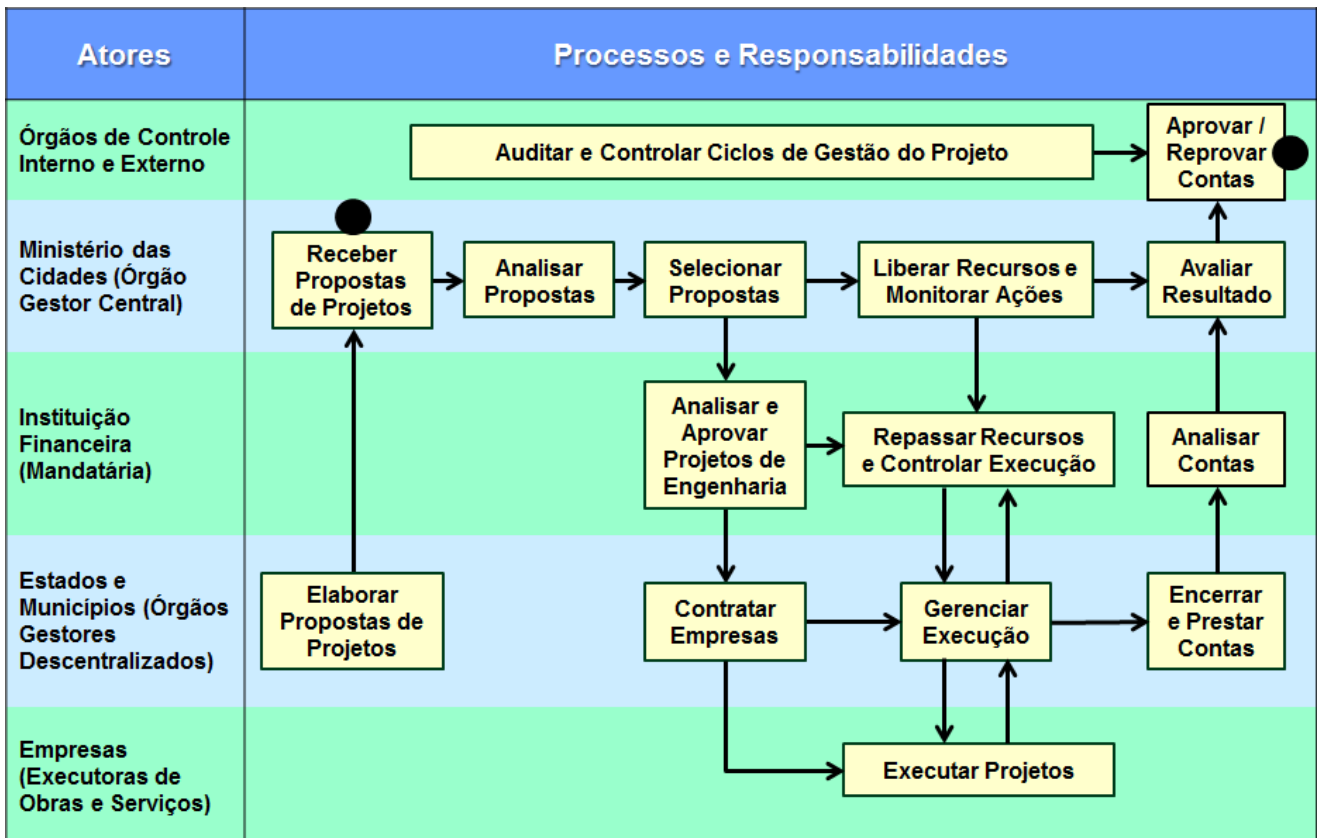 Atores
Processos e Responsabilidades
Órgãos de Controle
Interno e Externo
Auditar e Controlar Ciclos de Gestão do Projeto
Aprovar /
Reprovar
Contas
Ministério das
Cidades (Órgão
Gestor Central)
Receber
Propostas
de Projetos
Analisar
Propostas
Selecionar
Propostas
Liberar Recursos e
Monitorar Ações
Avaliar
Resultado
Instituição
Financeira
(Mandatária)
Analisar e
Aprovar
Projetos de
Engenharia
Repassar Recursos
e Controlar Execução
Analisar
Contas
Estados e
Municípios (Órgãos
Gestores
Descentralizados)
Elaborar
Propostas de
Projetos
Contratar
Empresas
Gerenciar
Execução
Encerrar
e Prestar
Contas
Empresas
(Executoras de
Obras e Serviços)
Executar Projetos